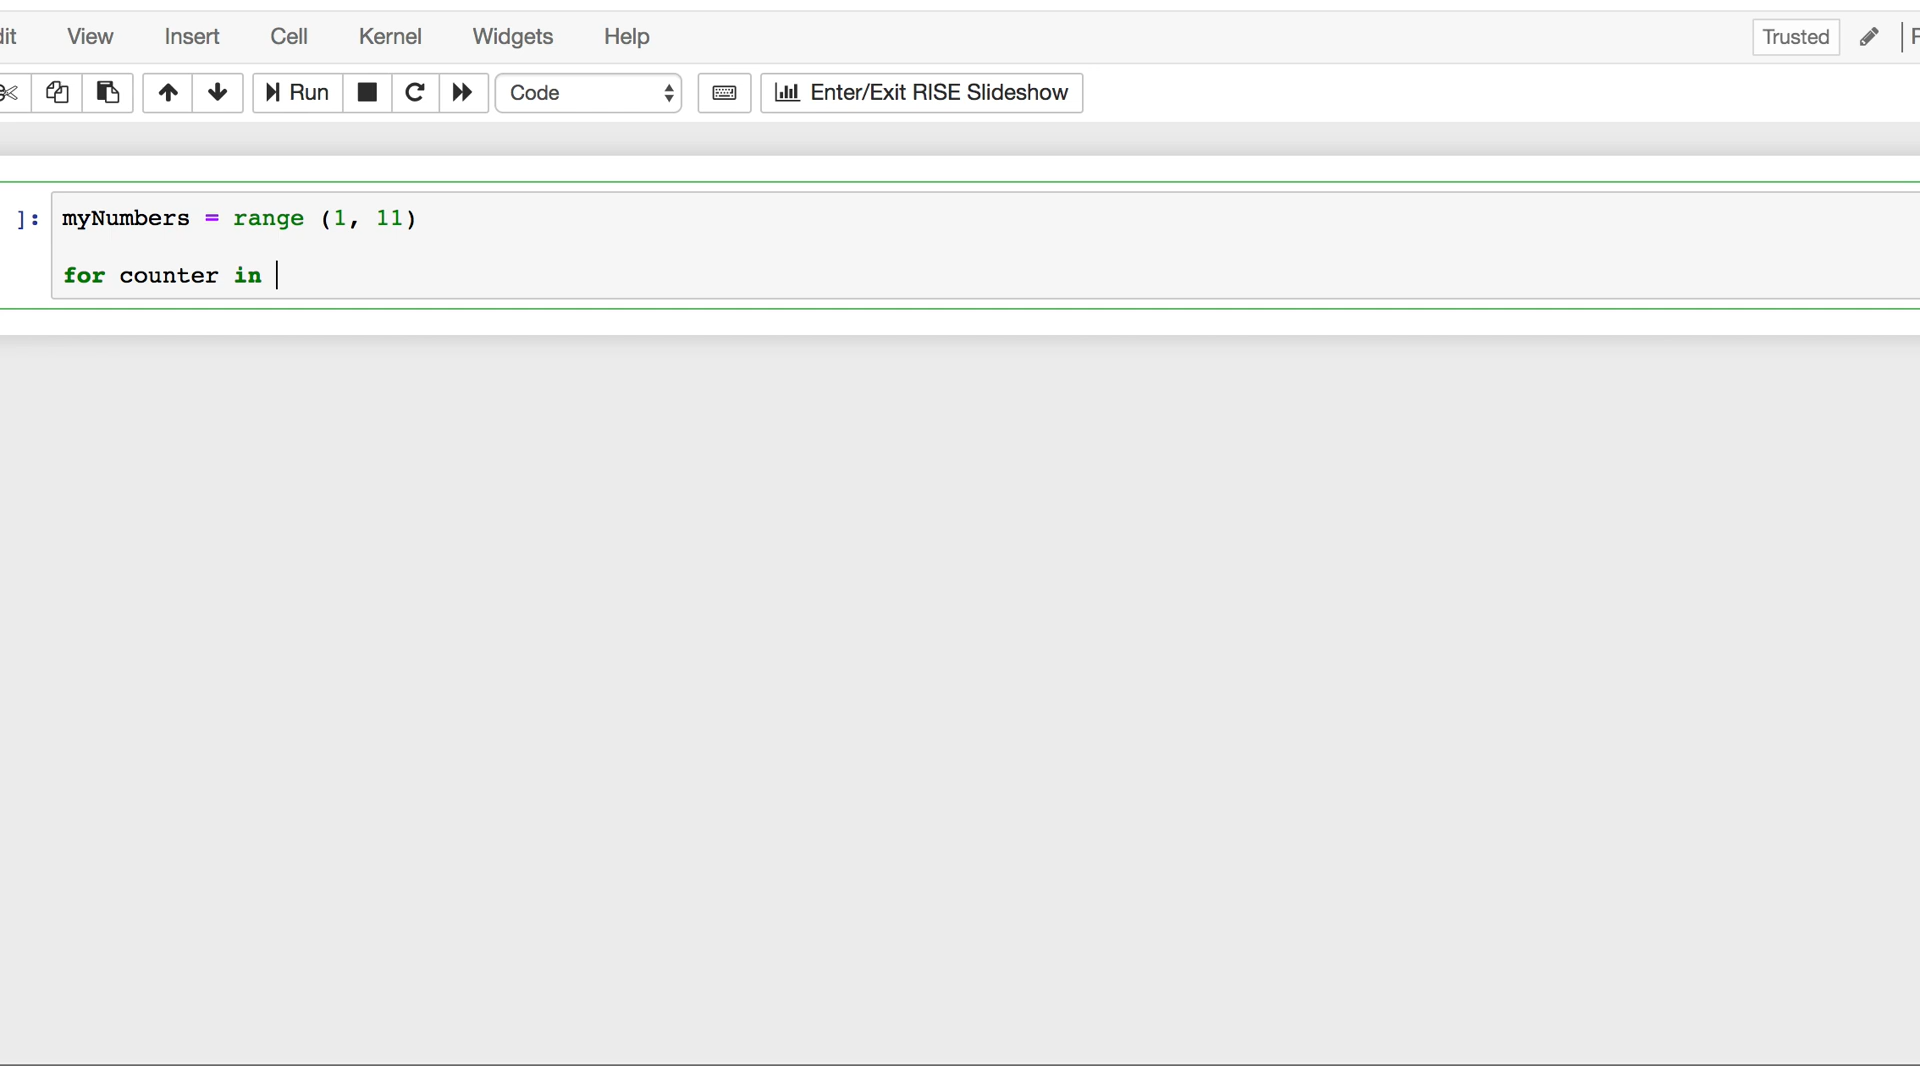 dit View Insert Cell Kernel Widgets Help Trusted
Run Code Enter/Exit RISE Slideshow
]: myNumbers = range (1, 11)
for counter in